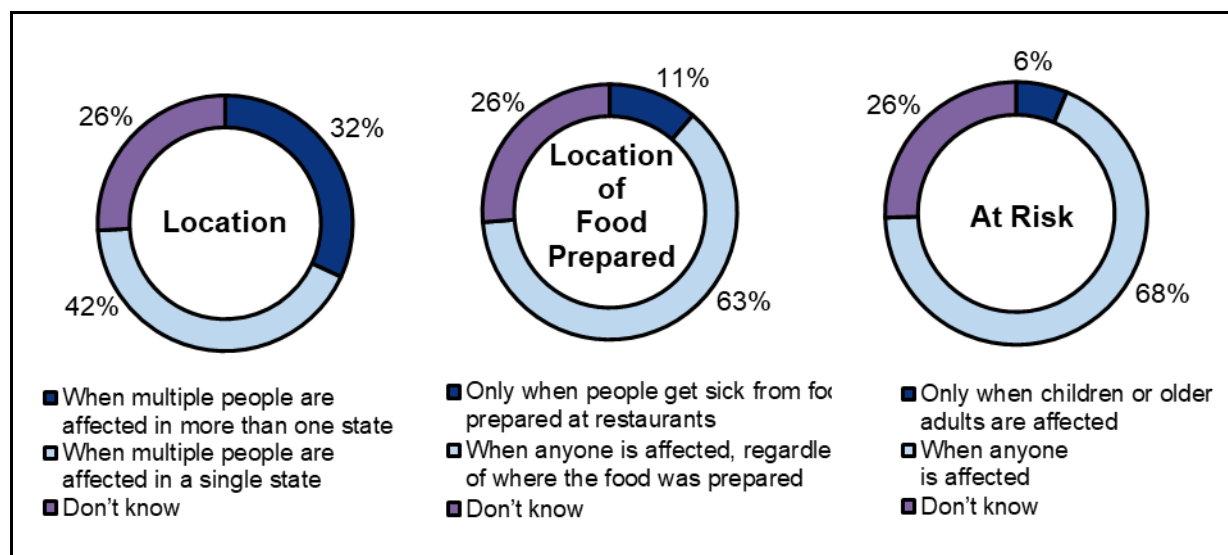 26%
32%
Location
42%
When multiple people are
affected in more than one state
When multiple people are
affected in a single state
Don't know
11%
26%
Location
of
Food
Prepared
63%
Only when people get sick from
prepared at restaurants
When anyone is affected,
of where the food was prepared
Don't know
6%
26%
At Risk
68%
Only when children or older
adults are affected
When anyone
is affected
Don't know